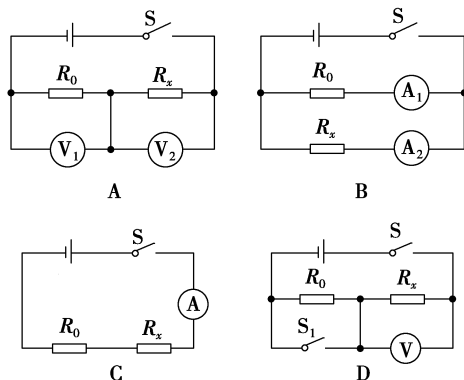 S
R₀ Rₓ
V₁ V₂
A
S
R₀ A₁
Rₓ A₂
B
S
A
R₀ Rₓ
C
S
R₀ Rₓ
S₁ V
D